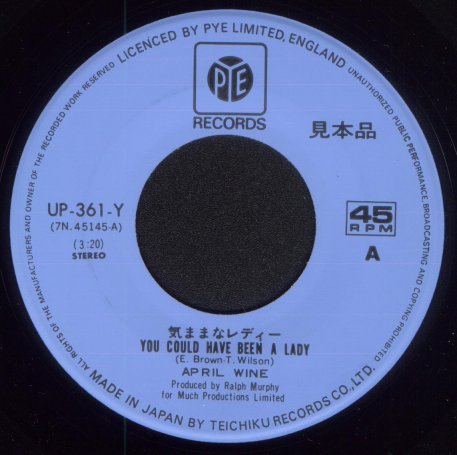 ALL RIGHTS OF THE MANUFACTURERS AND OWNER OF THE RECORDED WORK RESERVED
LICENCED BY PYE LIMITED, ENGLAND
UNAUTHORIZED PUBLIC PERFORMANCE, BROADCASTING AND COPYING PROHIBITED
PYE
RECORDS
見本品
UP-361-Y
(7N. 45145-A)
(3:20)
STEREO
45
RPM
A
気ままなレディー
YOU COULD HAVE BEEN A LADY
(E. Brown-T. Wilson)
APRIL WINE
Produced by Ralph Murphy
for Much Productions Limited
MADE IN JAPAN BY TEICHIKU RECORDS CO., LTD.